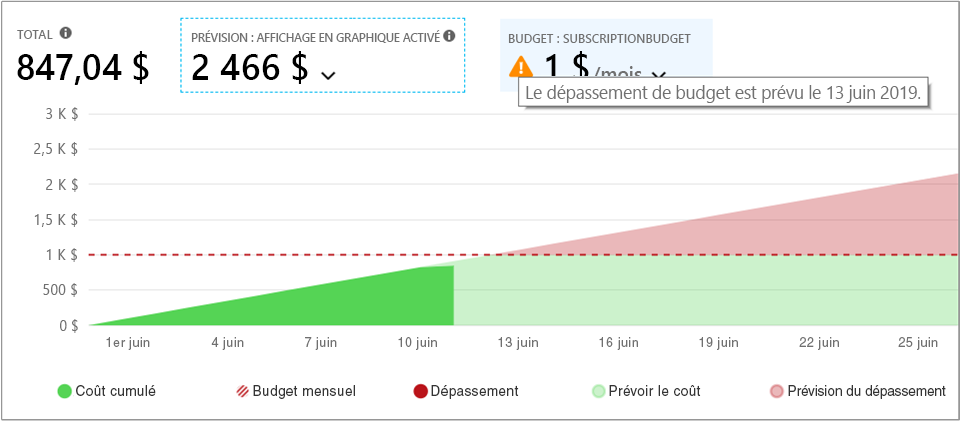 TOTAL
847,04 $
PRÉVISION : AFFICHAGE EN GRAPHIQUE ACTIVÉ
2 466 $
BUDGET : SUBSCRIPTIONBUDGET
1 $ /mois
Le dépassement de budget est prévu le 13 juin 2019.
3 K $
2,5 K $
2 K $
1,5 K $
1 K $
500 $
0 $
1er juin
4 juin
7 juin
10 juin
13 juin
16 juin
19 juin
22 juin
25 juin
Coût cumulé
Budget mensuel
Dépassement
Prévoir le coût
Prévision du dépassement